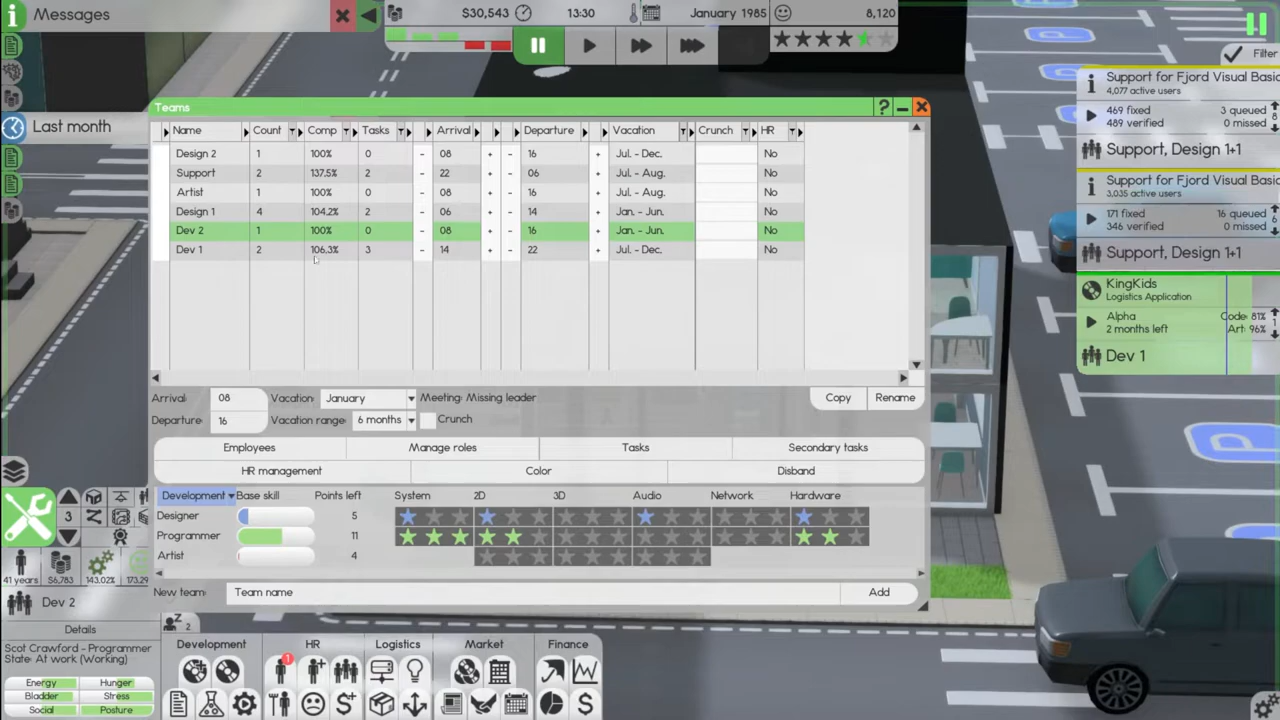 Messages
$30,543
13:30
January 1985
8,120
Filter
Last month
Teams
Name Count Comp Tasks Arrival Departure Vacation Crunch HR
Design 2 1 100% 0 - 08 + - 16 + Jul. - Dec. No
Support 2 137.5% 2 - 22 + - 06 + Jul. - Aug. No
Artist 1 100% 0 - 08 + - 16 + Jul. - Dec. No
Design 1 4 104.2% 2 - 06 + - 14 + Jan. - Jun. No
Dev 2 1 100% 0 - 08 + - 16 + Jan. - Jun. No
Dev 1 2 106.3% 3 - 14 + - 22 + Jul. - Dec. No
Arrival: 08 Vacation: January Meeting: Missing leader Copy Rename
Departure: 16 Vacation range: 6 months Crunch
Employees Manage roles Tasks Secondary tasks
HR management Color Disband
Development Base skill Points left System 2D 3D Audio Network Hardware
Designer 5
Programmer 11
Artist 4
New team: Team name Add
Support for Fjord Visual Basic
4,077 active users
469 fixed 3 queued
489 verified 0 missed
8
Support, Design 1+1
Support for Fjord Visual Basic
3,035 active users
171 fixed 16 queued
346 verified 0 missed
6
Support, Design 1+1
KingKids
Logistics Application
Alpha Code: 81%
2 months left Art: 96%
1
Dev 1
3
41 years $6,783 143.02% 173.29
Dev 2
Details
Scot Crawford - Programmer
State: At work (Working)
Energy Hunger
Bladder Stress
Social Posture
Z 2
Development HR Logistics Market Finance
1